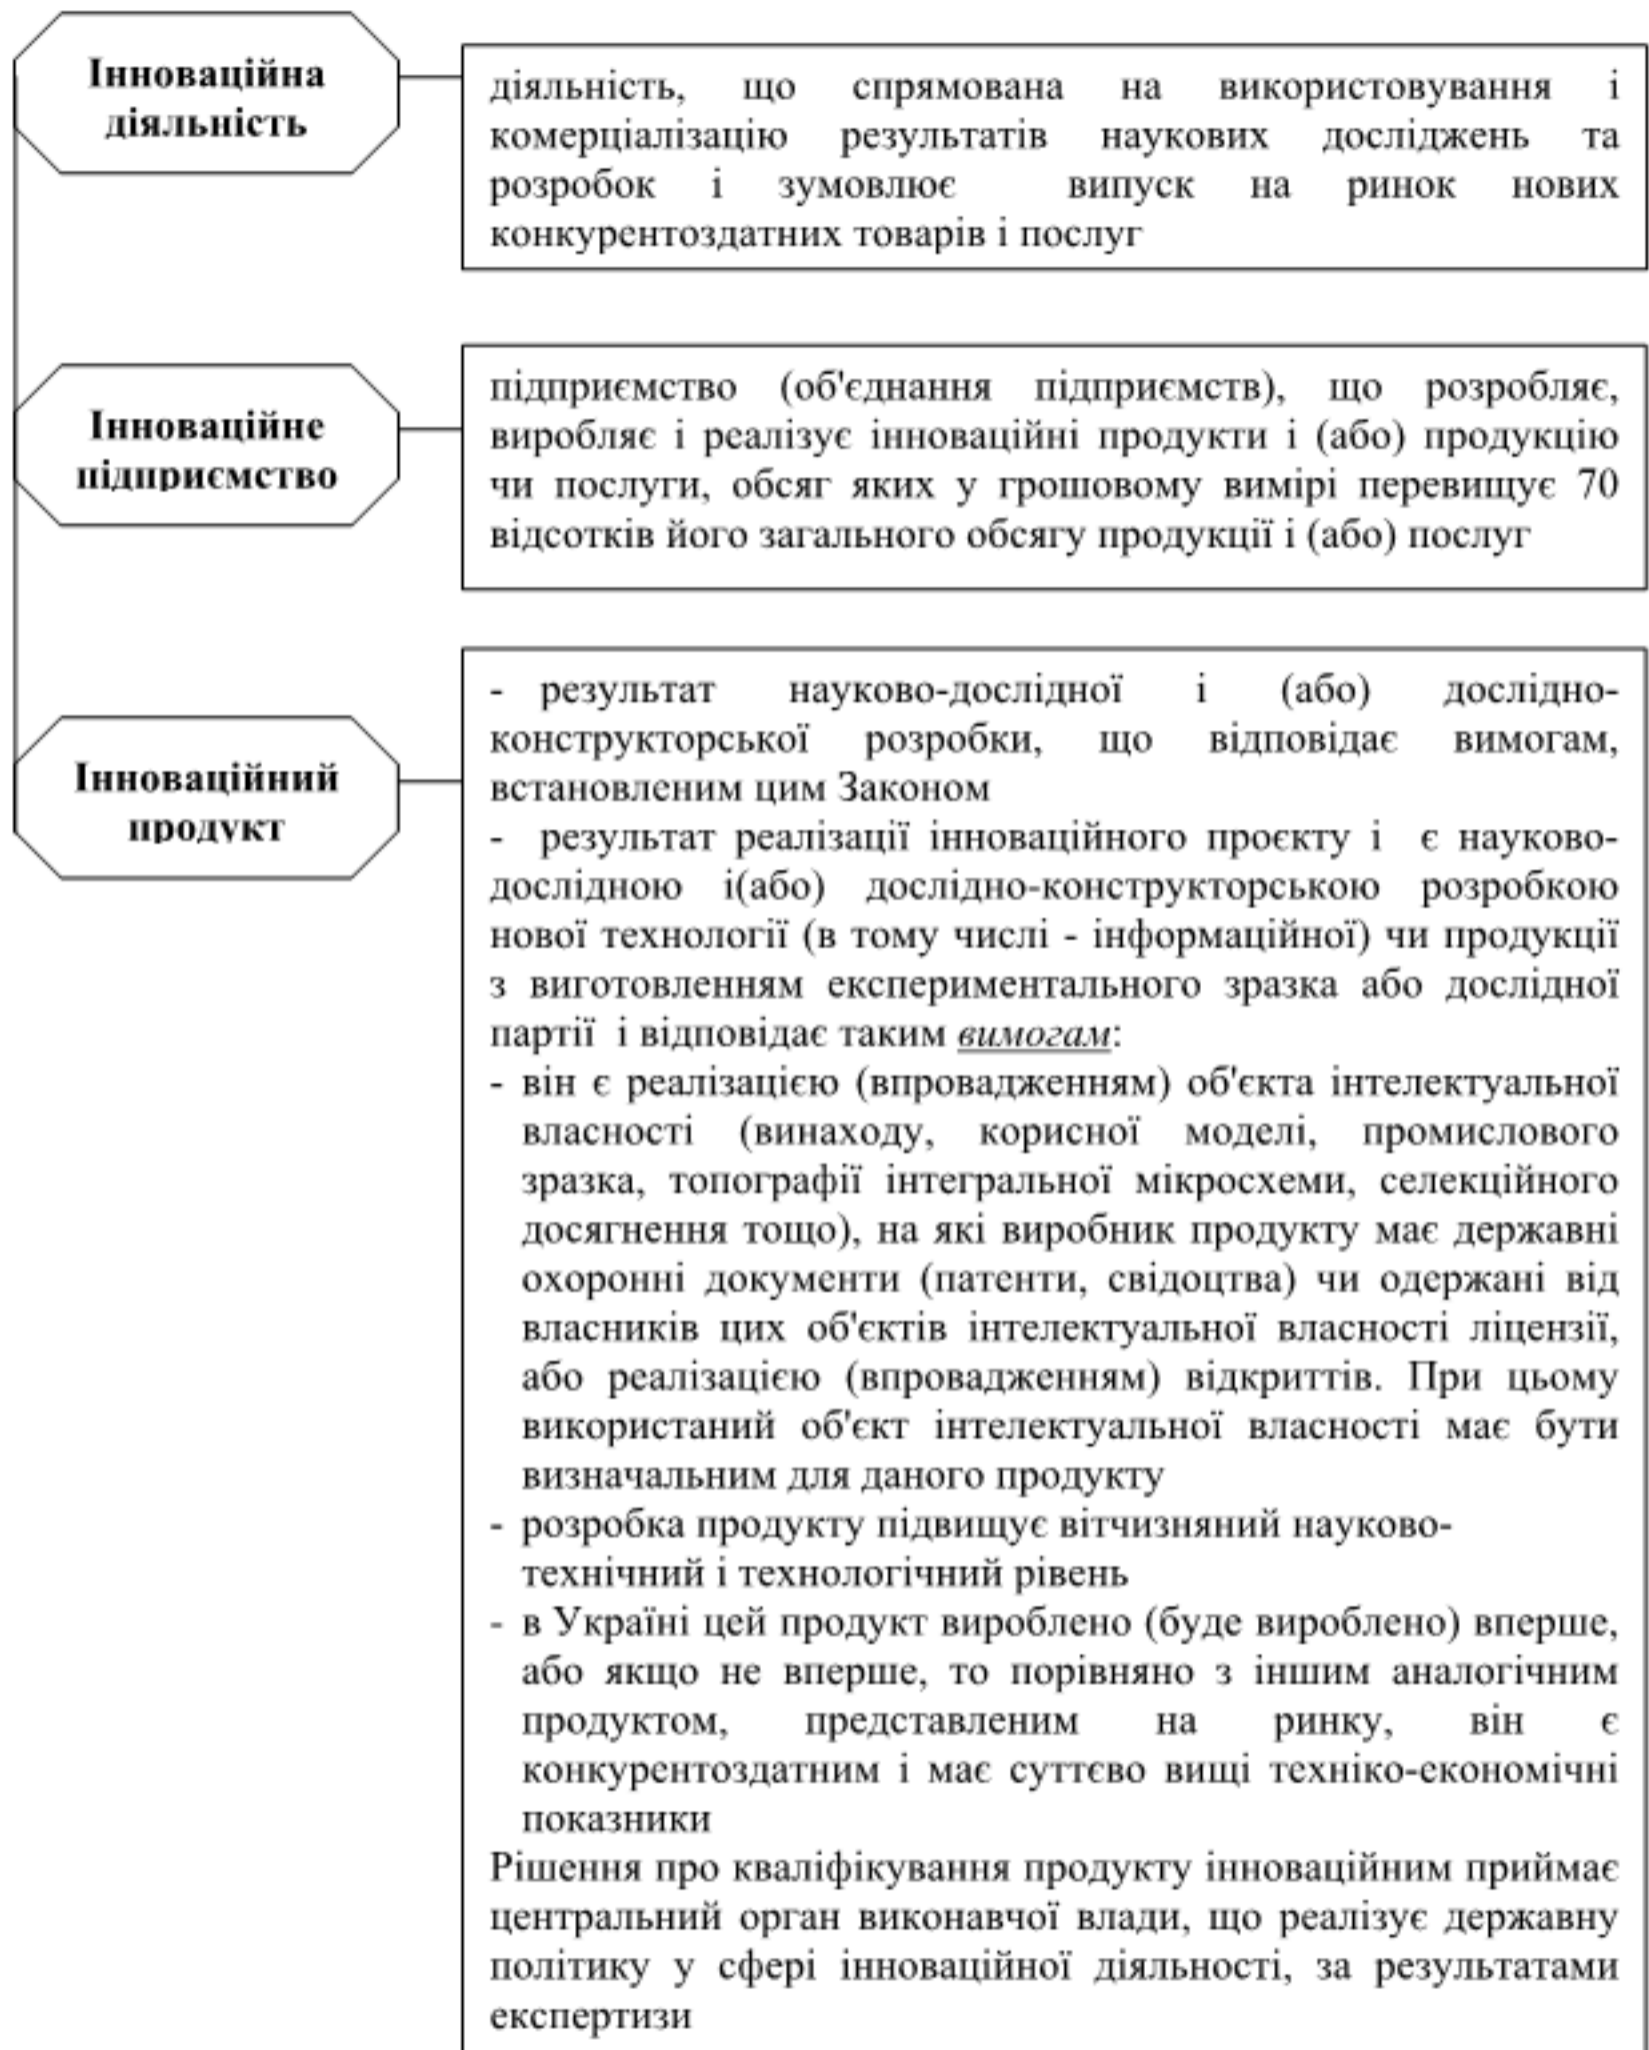 Інноваційна
діяльність
діяльність, що спрямована на використовування і
комерціалізацію результатів наукових досліджень та
розробок і зумовлює випуск на ринок нових
конкурентоздатних товарів і послуг
Інноваційне
підприємство
підприємство (об'єднання підприємств), що розробляє,
виробляє і реалізує інноваційні продукти і (або) продукцію
чи послуги, обсяг яких у грошовому вимірі перевищує 70
відсотків його загального обсягу продукції і (або) послуг
Інноваційний
продукт
- результат науково-дослідної і (або) дослідно-
конструкторської розробки, що відповідає вимогам,
встановленим цим Законом
- результат реалізації інноваційного проєкту і є науково-
дослідною і(або) дослідно-конструкторською розробкою
нової технології (в тому числі - інформаційної) чи продукції
з виготовленням експериментального зразка або дослідної
партії і відповідає таким вимогам:
- він є реалізацією (впровадженням) об'єкта інтелектуальної
власності (винаходу, корисної моделі, промислового
зразка, топографії інтегральної мікросхеми, селекційного
досягнення тощо), на які виробник продукту має державні
охоронні документи (патенти, свідоцтва) чи одержані від
власників цих об'єктів інтелектуальної власності ліцензії,
або реалізацією (впровадженням) відкриттів. При цьому
використаний об'єкт інтелектуальної власності має бути
визначальним для даного продукту
- розробка продукту підвищує вітчизняний науково-
технічний і технологічний рівень
- в Україні цей продукт вироблено (буде вироблено) вперше,
або якщо не вперше, то порівняно з іншим аналогічним
продуктом, представленим на ринку, він є
конкурентоздатним і має суттєво вищі техніко-економічні
показники
Рішення про кваліфікування продукту інноваційним приймає
центральний орган виконавчої влади, що реалізує державну
політику у сфері інноваційної діяльності, за результатами
експертизи